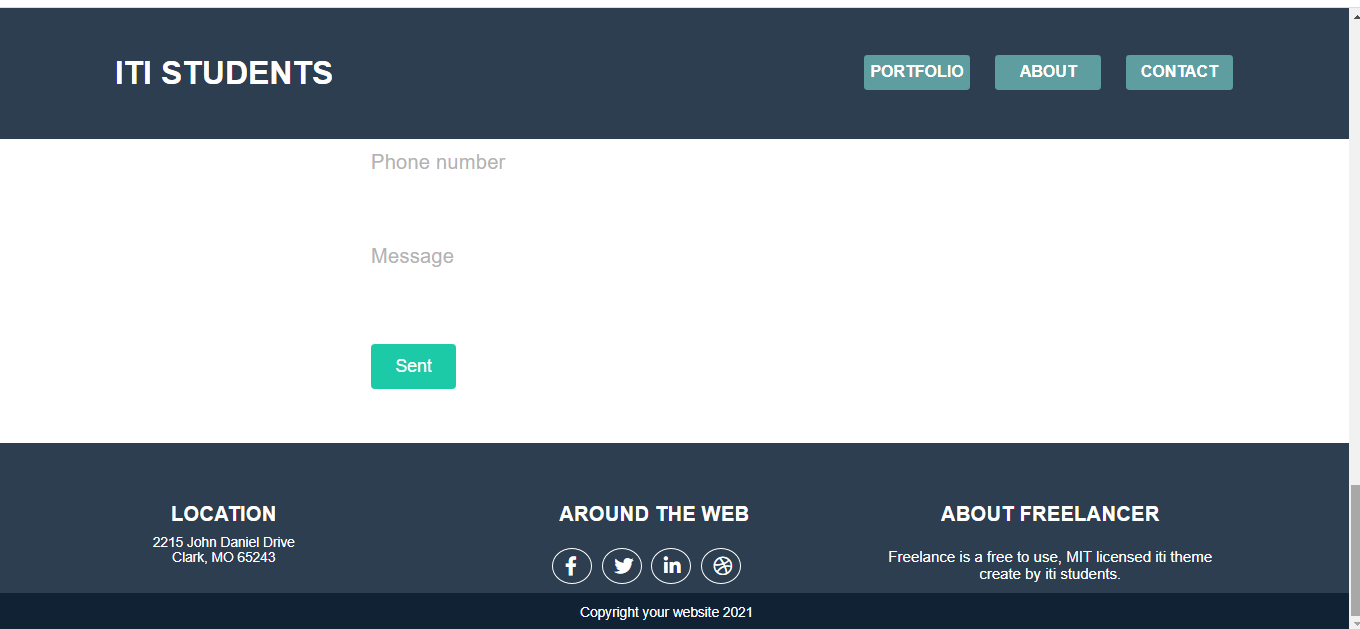 ITI STUDENTS
PORTFOLIO
ABOUT
CONTACT
Phone number
Message
Sent
LOCATION
2215 John Daniel Drive
Clark, MO 65243
AROUND THE WEB
ABOUT FREELANCER
Freelance is a free to use, MIT licensed iti theme
create by iti students.
Copyright your website 2021